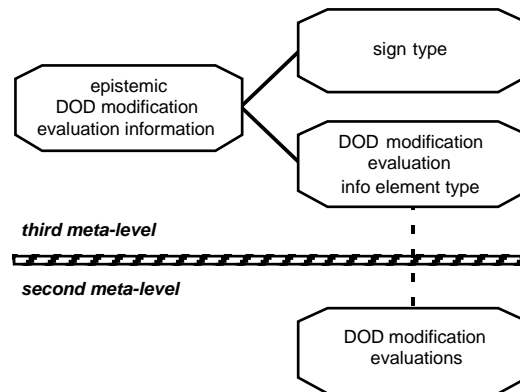 sign type
epistemic
DOD modification
evaluation information
DOD modification
evaluation
info element type
third meta-level
second meta-level
DOD modification
evaluations